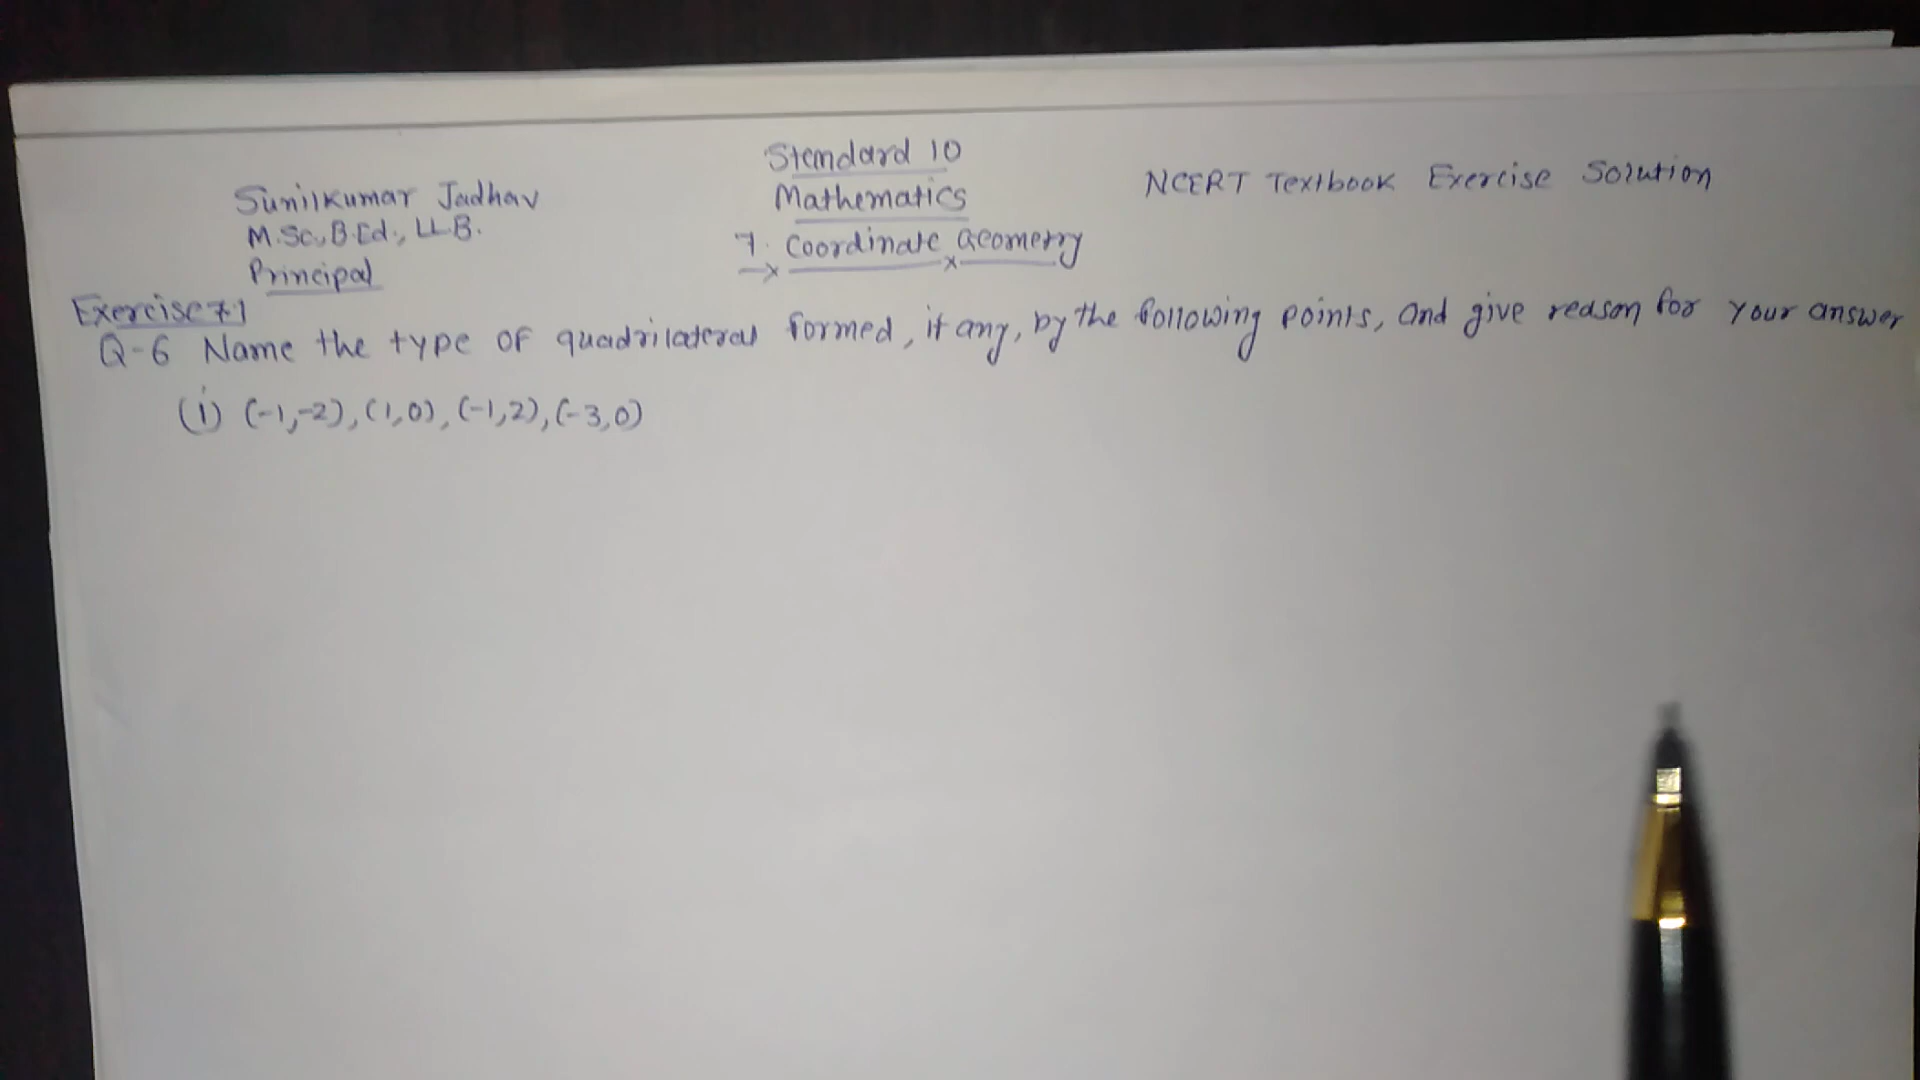 Standard 10
Sunilkumar Jadhav
Mathematics
NCERT Textbook Exercise Solution
M.Sc., B.Ed., LL.B.
7. Coordinate Geometry
Principal
Exercise 7.1
Q-6 Name the type of quadrilateral formed, if any, by the following points, and give reason for your answer
(i) (-1,-2), (1,0), (-1,2), (-3,0)